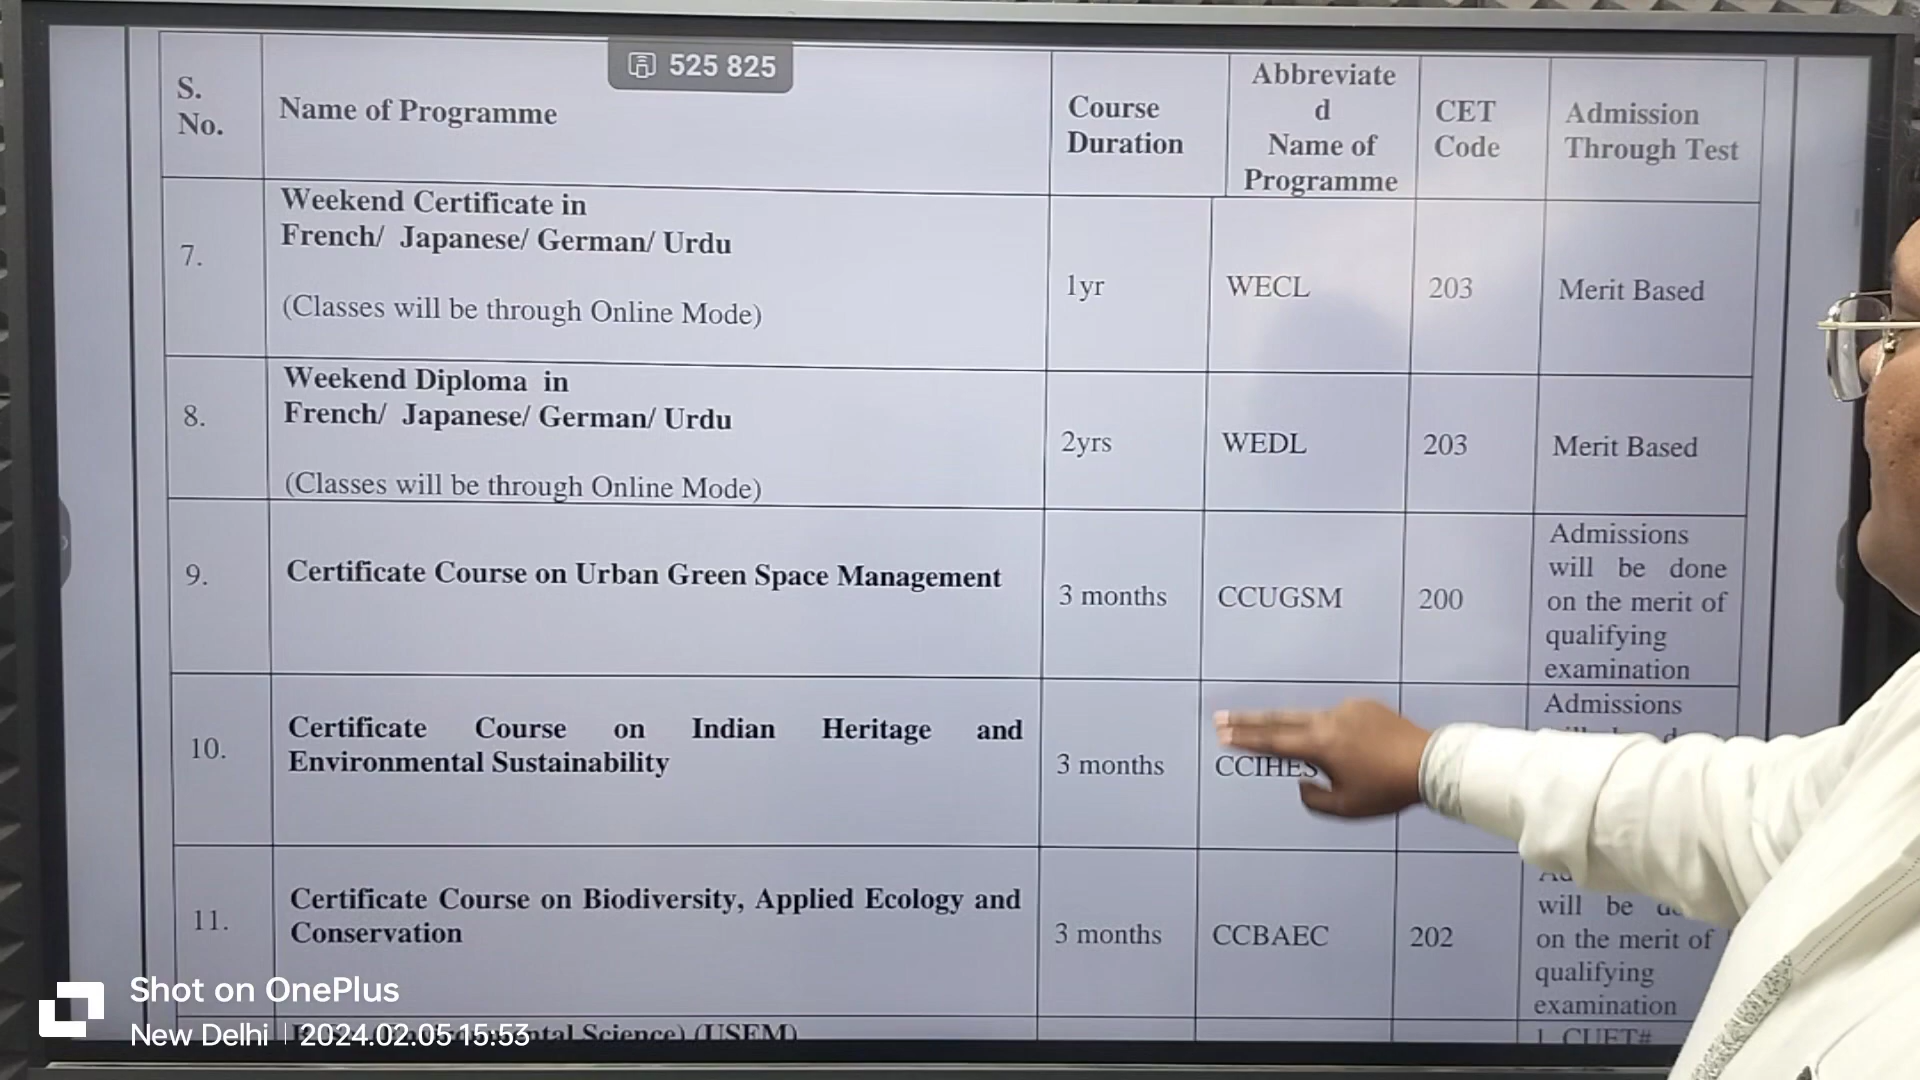 525 825
S. No.
Name of Programme
Course Duration
Abbreviate
d
Name of
Programme
CET Code
Admission Through Test
7.
Weekend Certificate in
French/ Japanese/ German/ Urdu
(Classes will be through Online Mode)
1yr
WECL
203
Merit Based
8.
Weekend Diploma in
French/ Japanese/ German/ Urdu
(Classes will be through Online Mode)
2yrs
WEDL
203
Merit Based
9.
Certificate Course on Urban Green Space Management
3 months
CCUGSM
200
Admissions
will be done
on the merit of
qualifying
examination
10.
Certificate Course on Indian Heritage and
Environmental Sustainability
3 months
CCIHES
Admissions
11.
Certificate Course on Biodiversity, Applied Ecology and
Conservation
3 months
CCBAEC
202
will be
on the merit of
qualifying
examination
Science) (USEM)
1. CUET#
Shot on OnePlus
New Delhi | 2024.02.05 15:53